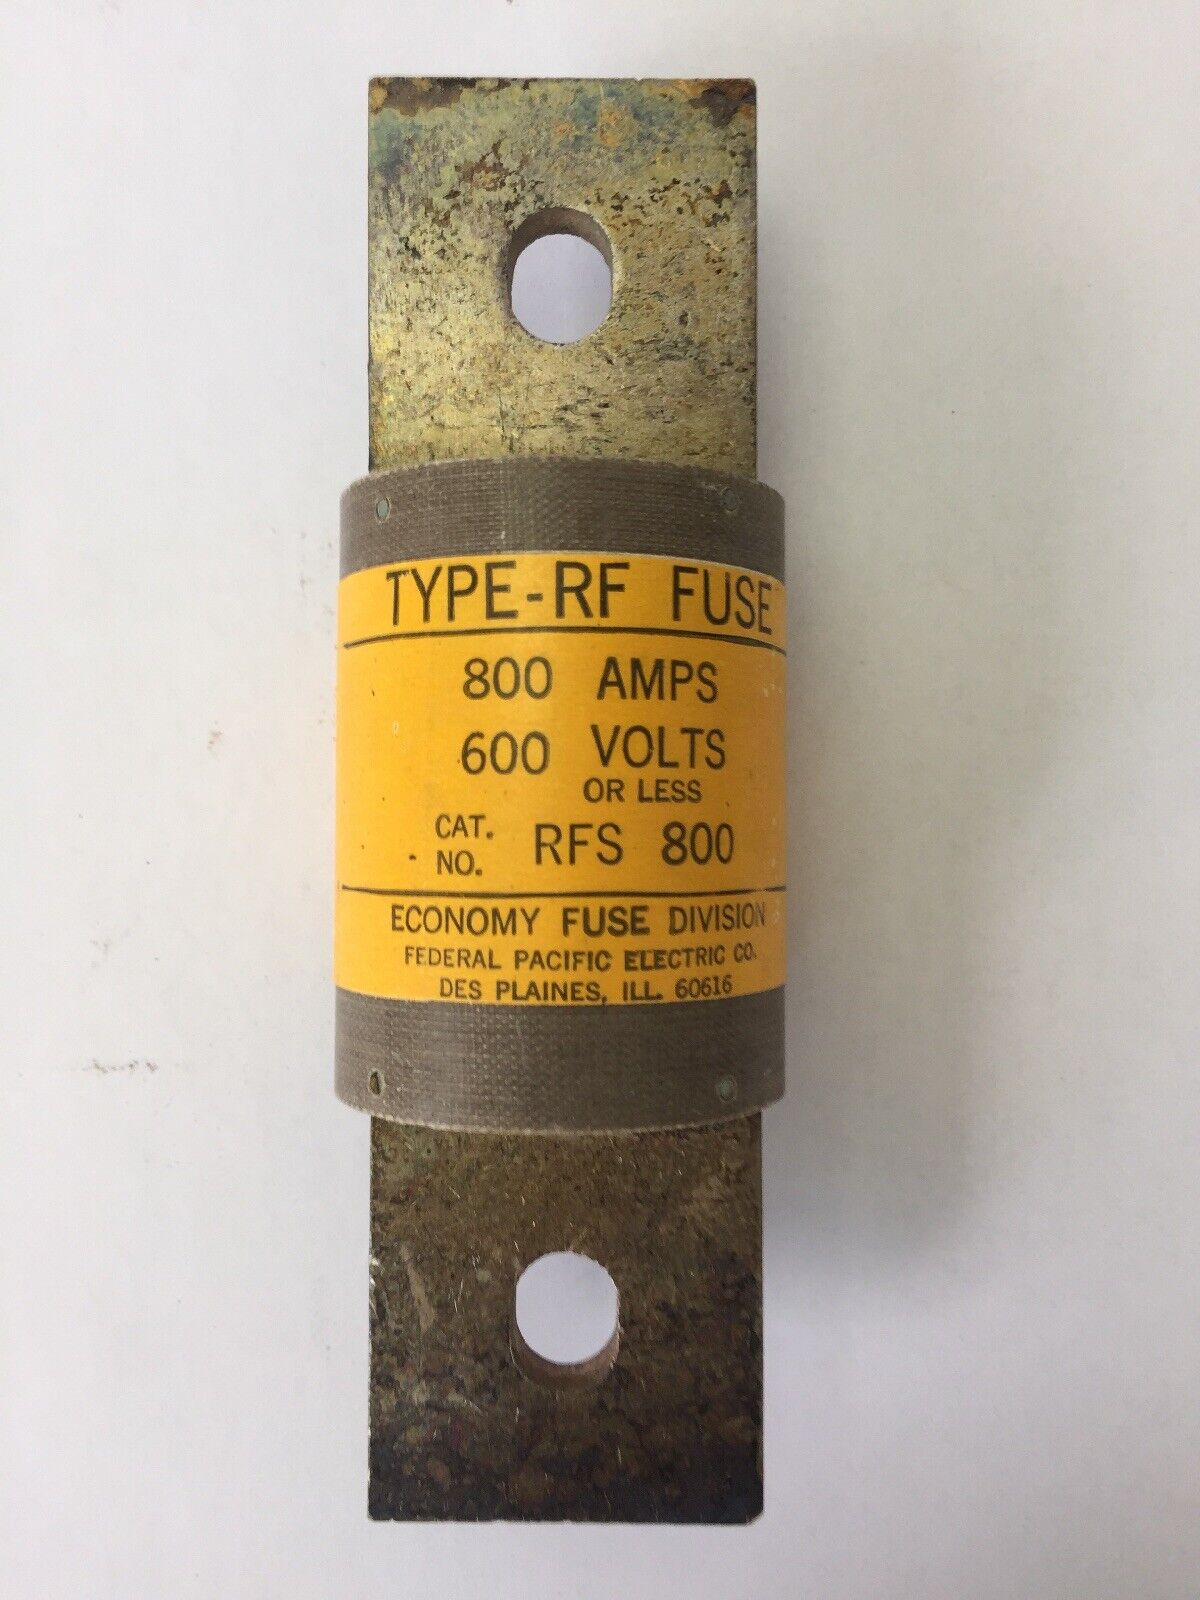 TYPE-RF FUSE
800 AMPS
600 VOLTS
OR LESS
CAT. NO. RFS 800
ECONOMY FUSE DIVISION
FEDERAL PACIFIC ELECTRIC CO.
DES PLAINES, ILL. 60616